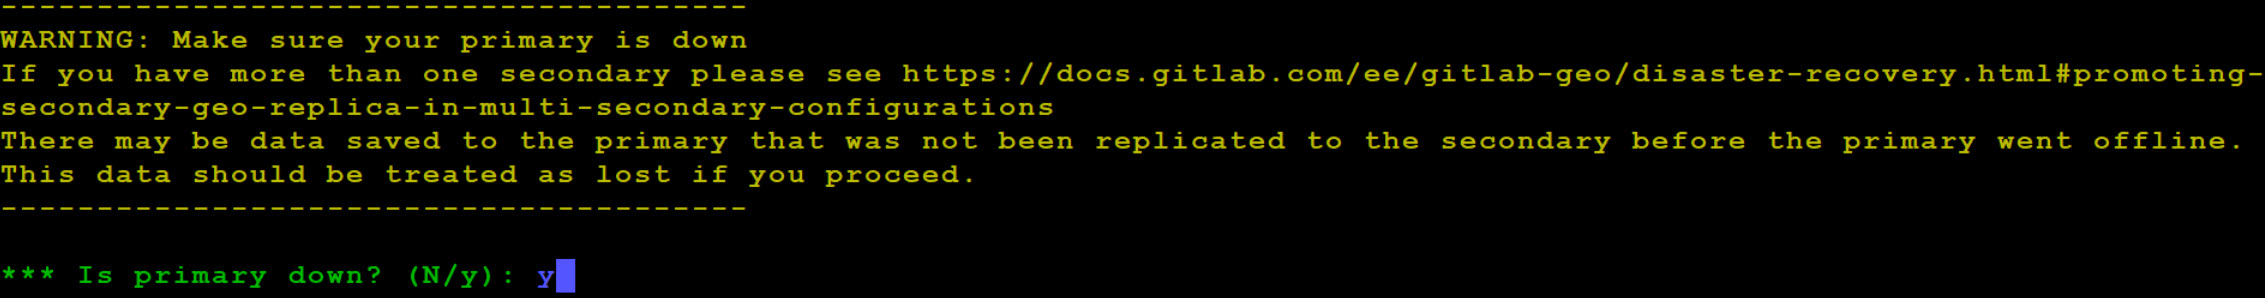 ---------------------------------------
WARNING: Make sure your primary is down
If you have more than one secondary please see https://docs.gitlab.com/ee/gitlab-geo/disaster-recovery.html#promoting-
secondary-geo-replica-in-multi-secondary-configurations
There may be data saved to the primary that was not been replicated to the secondary before the primary went offline.
This data should be treated as lost if you proceed.
---------------------------------------
*** Is primary down? (N/y): y